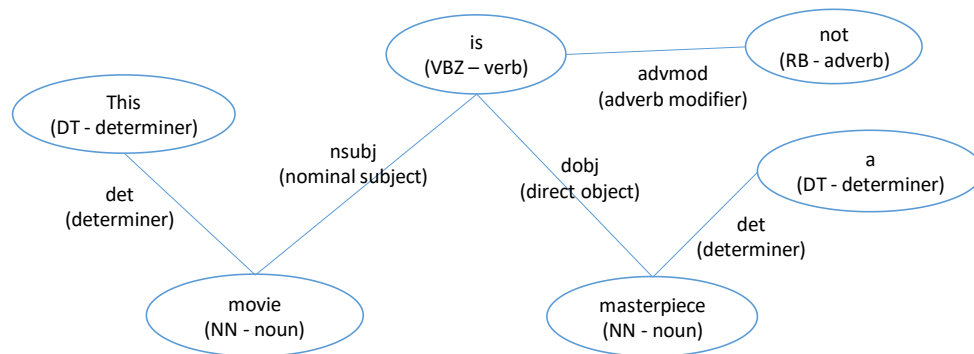 is
(VBZ – verb)
not
(RB - adverb)
advmod
(adverb modifier)
This
(DT - determiner)
nsubj
(nominal subject)
dobj
(direct object)
a
(DT - determiner)
det
(determiner)
det
(determiner)
movie
(NN - noun)
masterpiece
(NN - noun)